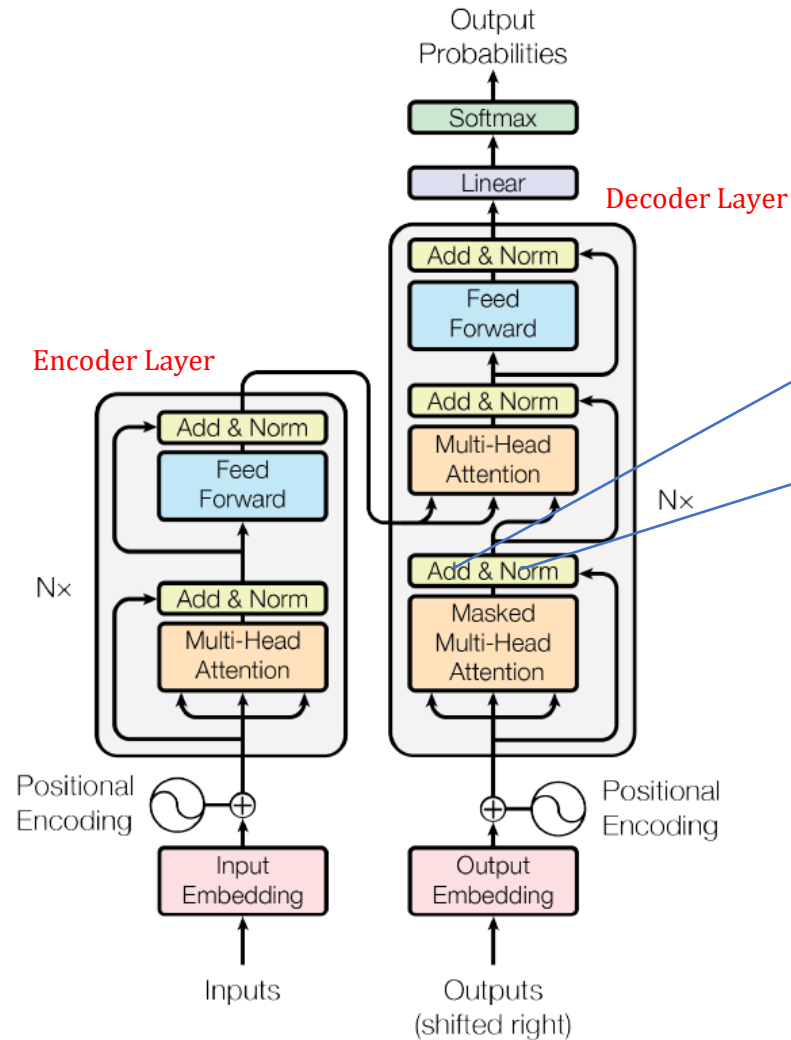 Output
Probabilities
Softmax
Linear
Decoder Layer
Add & Norm
Feed
Forward
Add & Norm
Multi-Head
Attention
Nx
Add & Norm
Masked
Multi-Head
Attention
Encoder Layer
Add & Norm
Feed
Forward
Nx
Add & Norm
Multi-Head
Attention
Positional
Encoding
Positional
Encoding
Input
Embedding
Output
Embedding
Inputs
Outputs
(shifted right)